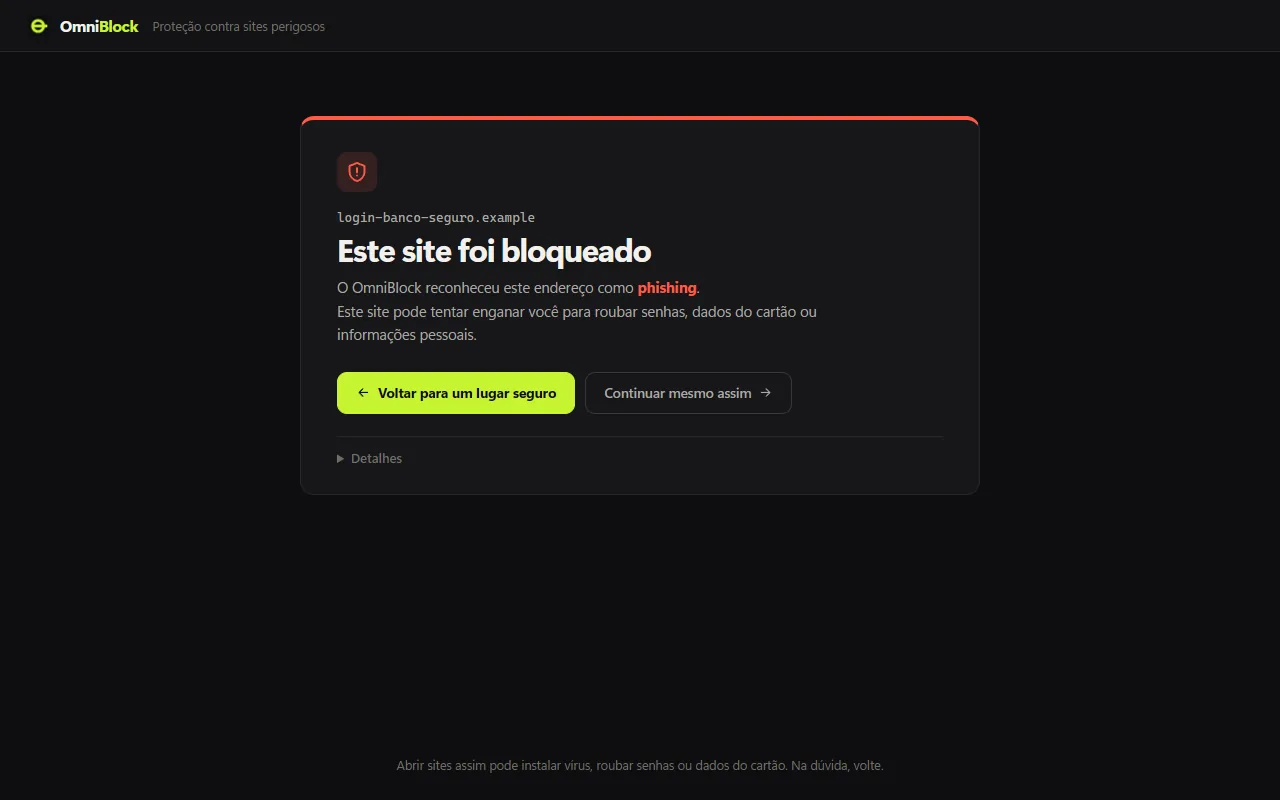 OmniBlock Proteção contra sites perigosos
login-banco-seguro.example
Este site foi bloqueado
O OmniBlock reconheceu este endereço como phishing.
Este site pode tentar enganar você para roubar senhas, dados do cartão ou
informações pessoais.
← Voltar para um lugar seguro
Continuar mesmo assim →
Detalhes
Abrir sites assim pode instalar vírus, roubar senhas ou dados do cartão. Na dúvida, volte.